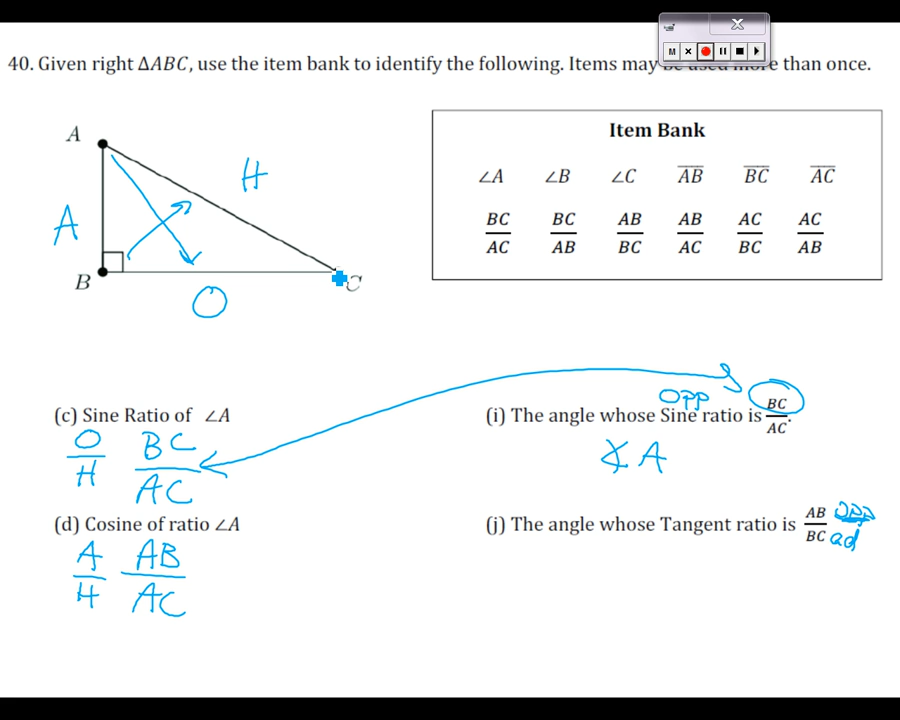 40. Given right ΔABC, use the item bank to identify the following. Items may be used more than once.
A
H
A
B
C
O
Item Bank
∠A ∠B ∠C AB BC AC
BC BC AB AB AC AC
AC AB BC AC BC AB
(c) Sine Ratio of ∠A
O BC
H AC
(d) Cosine of ratio ∠A
A AB
H AC
opp
(i) The angle whose Sine ratio is BC/AC.
∡ A
(j) The angle whose Tangent ratio is AB/BC
opp
ad
M